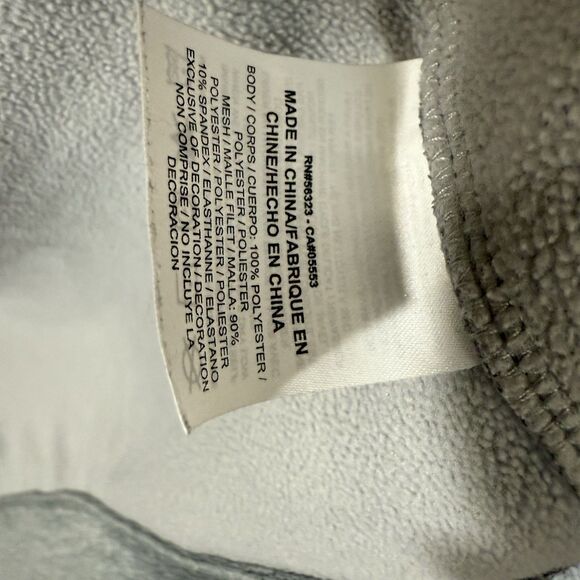 RN#56323 - CA#05553
MADE IN CHINA/FABRIQUE EN
CHINE/HECHO EN CHINA
BODY / CORPS / CUERPO: 100% POLYESTER /
POLYESTER / POLIESTER
MESH / MAILLE FILET / MALLA: 90%
POLYESTER / POLYESTER / POLIESTER
10% SPANDEX / ELASTHANNE / ELASTANO
EXCLUSIVE OF DECORATION / DECORATION
NON COMPRISE / NO INCLUYE LA
DECORACION